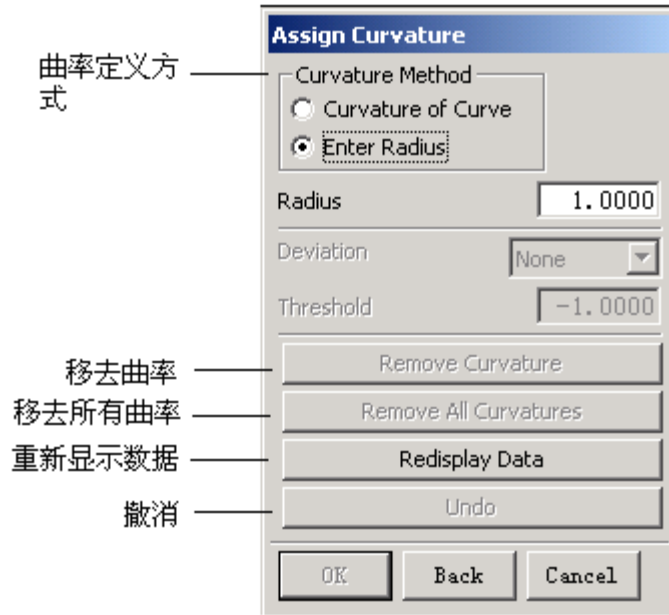 Assign Curvature
曲率定义方
式
Curvature Method
Curvature of Curve
Enter Radius
Radius 1.0000
Deviation None
Threshold -1.0000
移去曲率 Remove Curvature
移去所有曲率 Remove All Curvatures
重新显示数据 Redisplay Data
撤消 Undo
OK Back Cancel